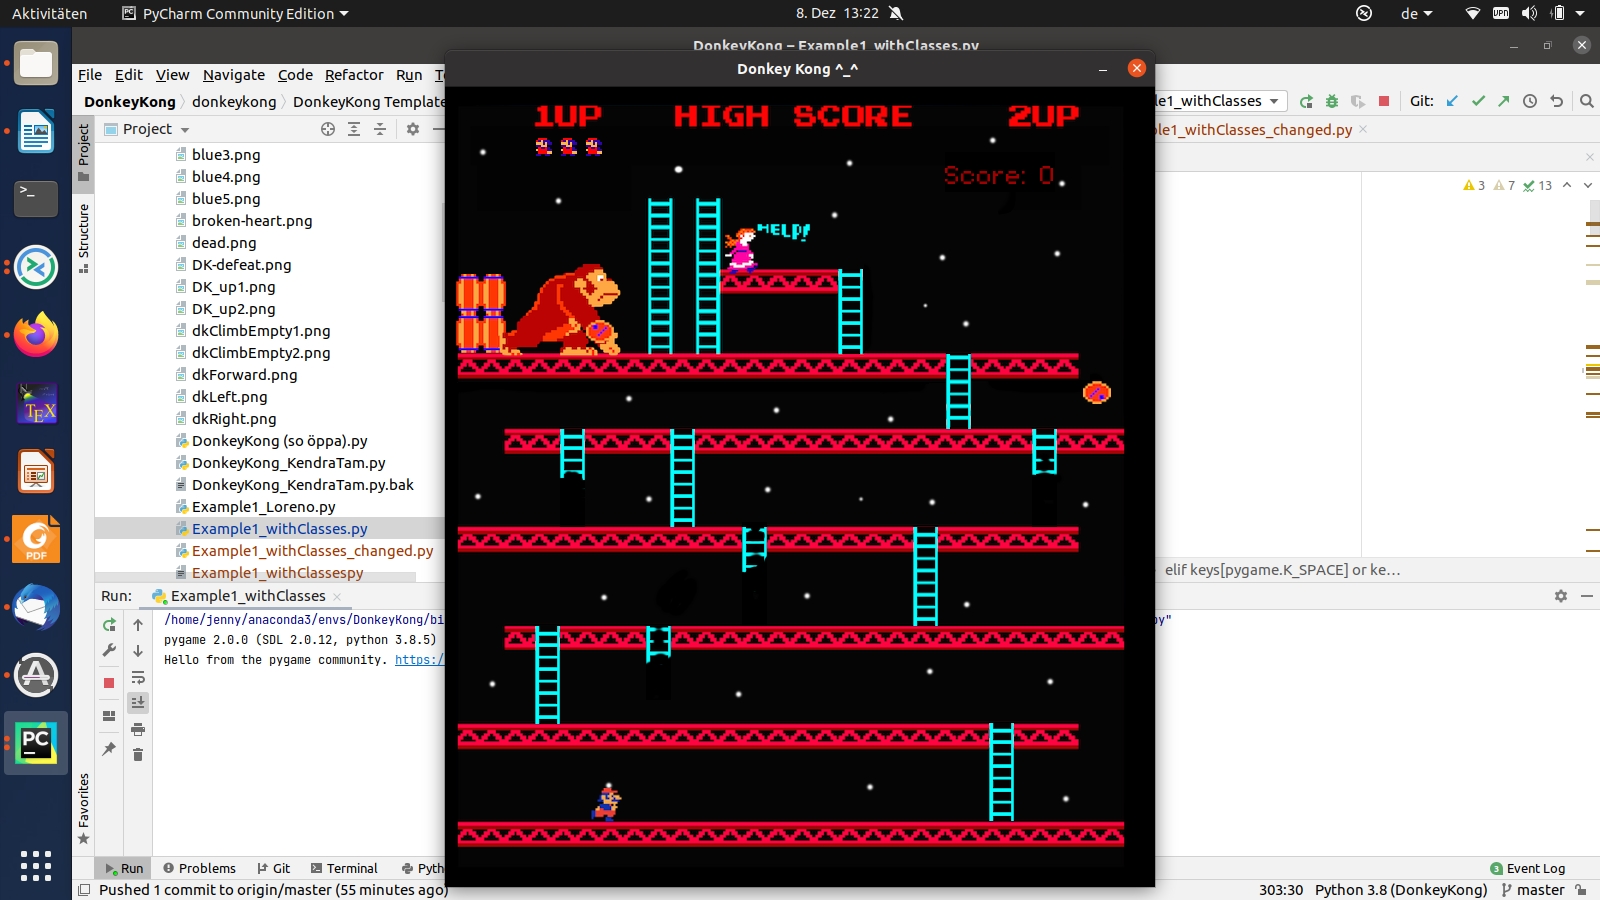 Aktivitäten
PyCharm Community Edition
8. Dez 13:22
de
VPN
DonkeyKong – Example1_withClasses.py
File Edit View Navigate Code Refactor Run
Donkey Kong ^_^
DonkeyKong donkeykong DonkeyKong Template
le1_withClasses
Git:
Project
ple1_withClasses_changed.py
Project
Structure
Favorites
3 7 13
blue3.png
blue4.png
blue5.png
broken-heart.png
dead.png
DK-defeat.png
DK_up1.png
DK_up2.png
dkClimbEmpty1.png
dkClimbEmpty2.png
dkForward.png
dkLeft.png
dkRight.png
DonkeyKong (so öppa).py
DonkeyKong_KendraTam.py
DonkeyKong_KendraTam.py.bak
Example1_Loreno.py
Example1_withClasses.py
Example1_withClasses_changed.py
Example1_withClassespy
1UP HIGH SCORE 2UP
Score: 0
HELP!
elif keys[pygame.K_SPACE] or ke...
Run: Example1_withClasses
/home/jenny/anaconda3/envs/DonkeyKong/bi
py"
pygame 2.0.0 (SDL 2.0.12, python 3.8.5)
Hello from the pygame community. https:/
TEX
PDF
PC
Run Problems Git Terminal Pyth
3 Event Log
Pushed 1 commit to origin/master (55 minutes ago)
303:30 Python 3.8 (DonkeyKong) master